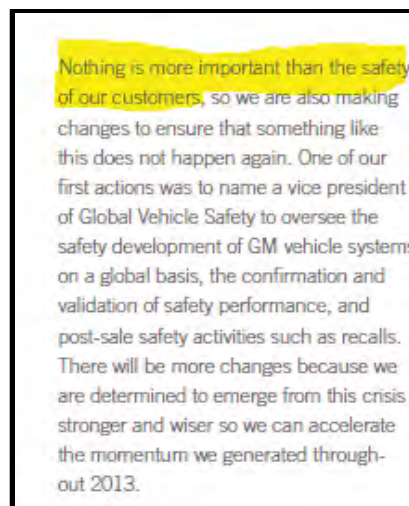 Nothing is more important than the safety
of our customers, so we are also making
changes to ensure that something like
this does not happen again. One of our
first actions was to name a vice president
of Global Vehicle Safety to oversee the
safety development of GM vehicle systems
on a global basis, the confirmation and
validation of safety performance, and
post-sale safety activities such as recalls.
There will be more changes because we
are determined to emerge from this crisis
stronger and wiser so we can accelerate
the momentum we generated through-
out 2013.